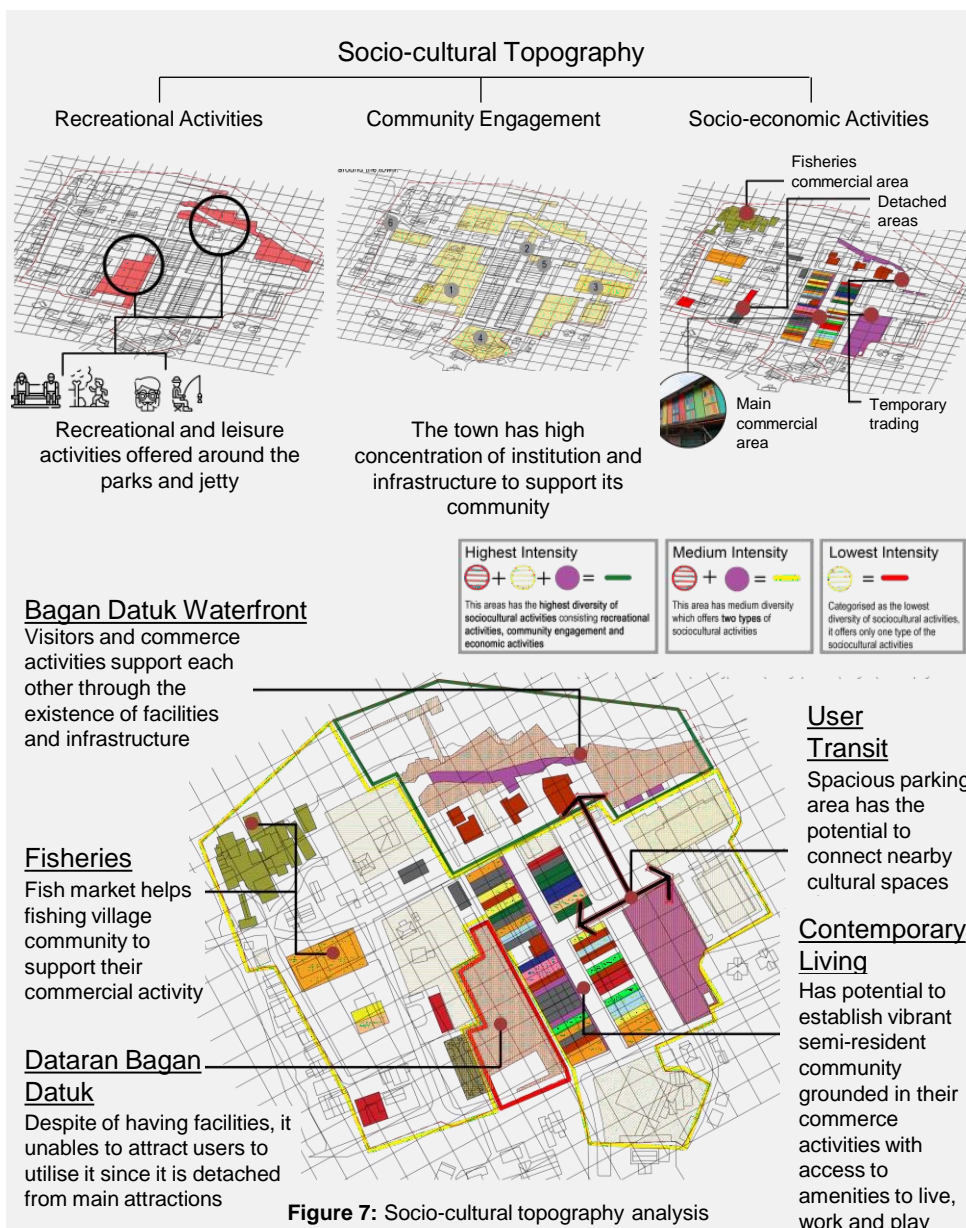 Socio-cultural Topography
Recreational Activities
Community Engagement
Socio-economic Activities
around the town.
1
2
3
4
5
6
Fisheries
commercial area
Detached
areas
Main
commercial
area
Temporary
trading
Recreational and leisure
activities offered around the
parks and jetty
The town has high
concentration of institution and
infrastructure to support its
community
Highest Intensity
+ + =
This areas has the highest diversity of
sociocultural activities consisting recreational
activities, community engagement and
economic activities
Medium Intensity
+ =
This area has medium diversity
which offers two types of
sociocultural activities
Lowest Intensity
=
Categorised as the lowest
diversity of sociocultural activities,
it offers only one type of the
sociocultural activities
Bagan Datuk Waterfront
Visitors and commerce
activities support each
other through the
existence of facilities
and infrastructure
Fisheries
Fish market helps
fishing village
community to
support their
commercial activity
Dataran Bagan
Datuk
Despite of having facilities, it
unables to attract users to
utilise it since it is detached
from main attractions
User
Transit
Spacious parking
area has the
potential to
connect nearby
cultural spaces
Contemporary
Living
Has potential to
establish vibrant
semi-resident
community
grounded in their
commerce
activities with
access to
amenities to live,
work and play
Figure 7: Socio-cultural topography analysis